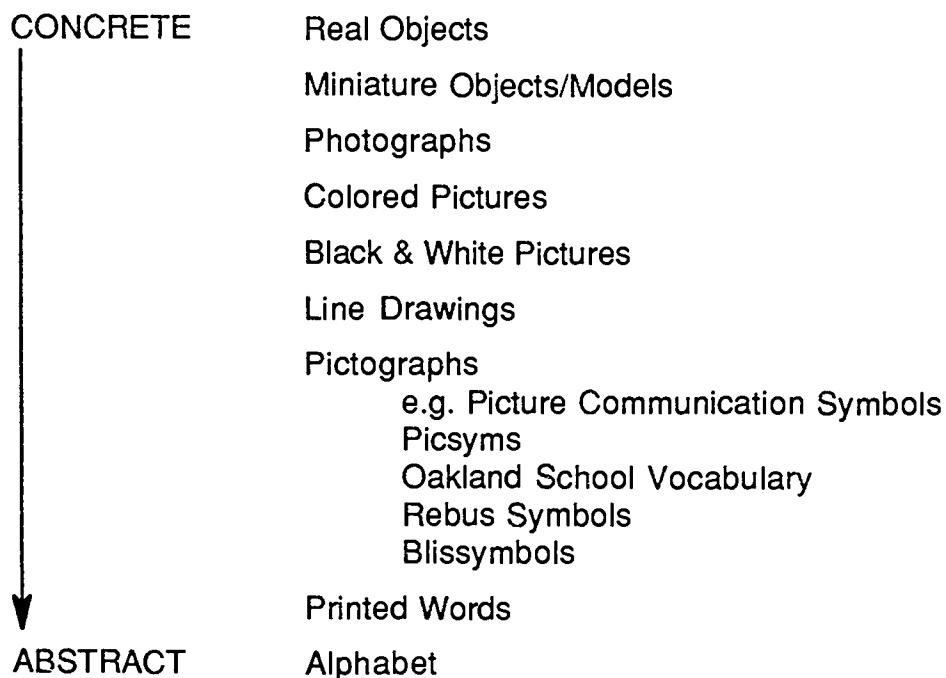 CONCRETE Real Objects
Miniature Objects/Models
Photographs
Colored Pictures
Black & White Pictures
Line Drawings
Pictographs
e.g. Picture Communication Symbols
Picsyms
Oakland School Vocabulary
Rebus Symbols
Blissymbols
Printed Words
ABSTRACT Alphabet